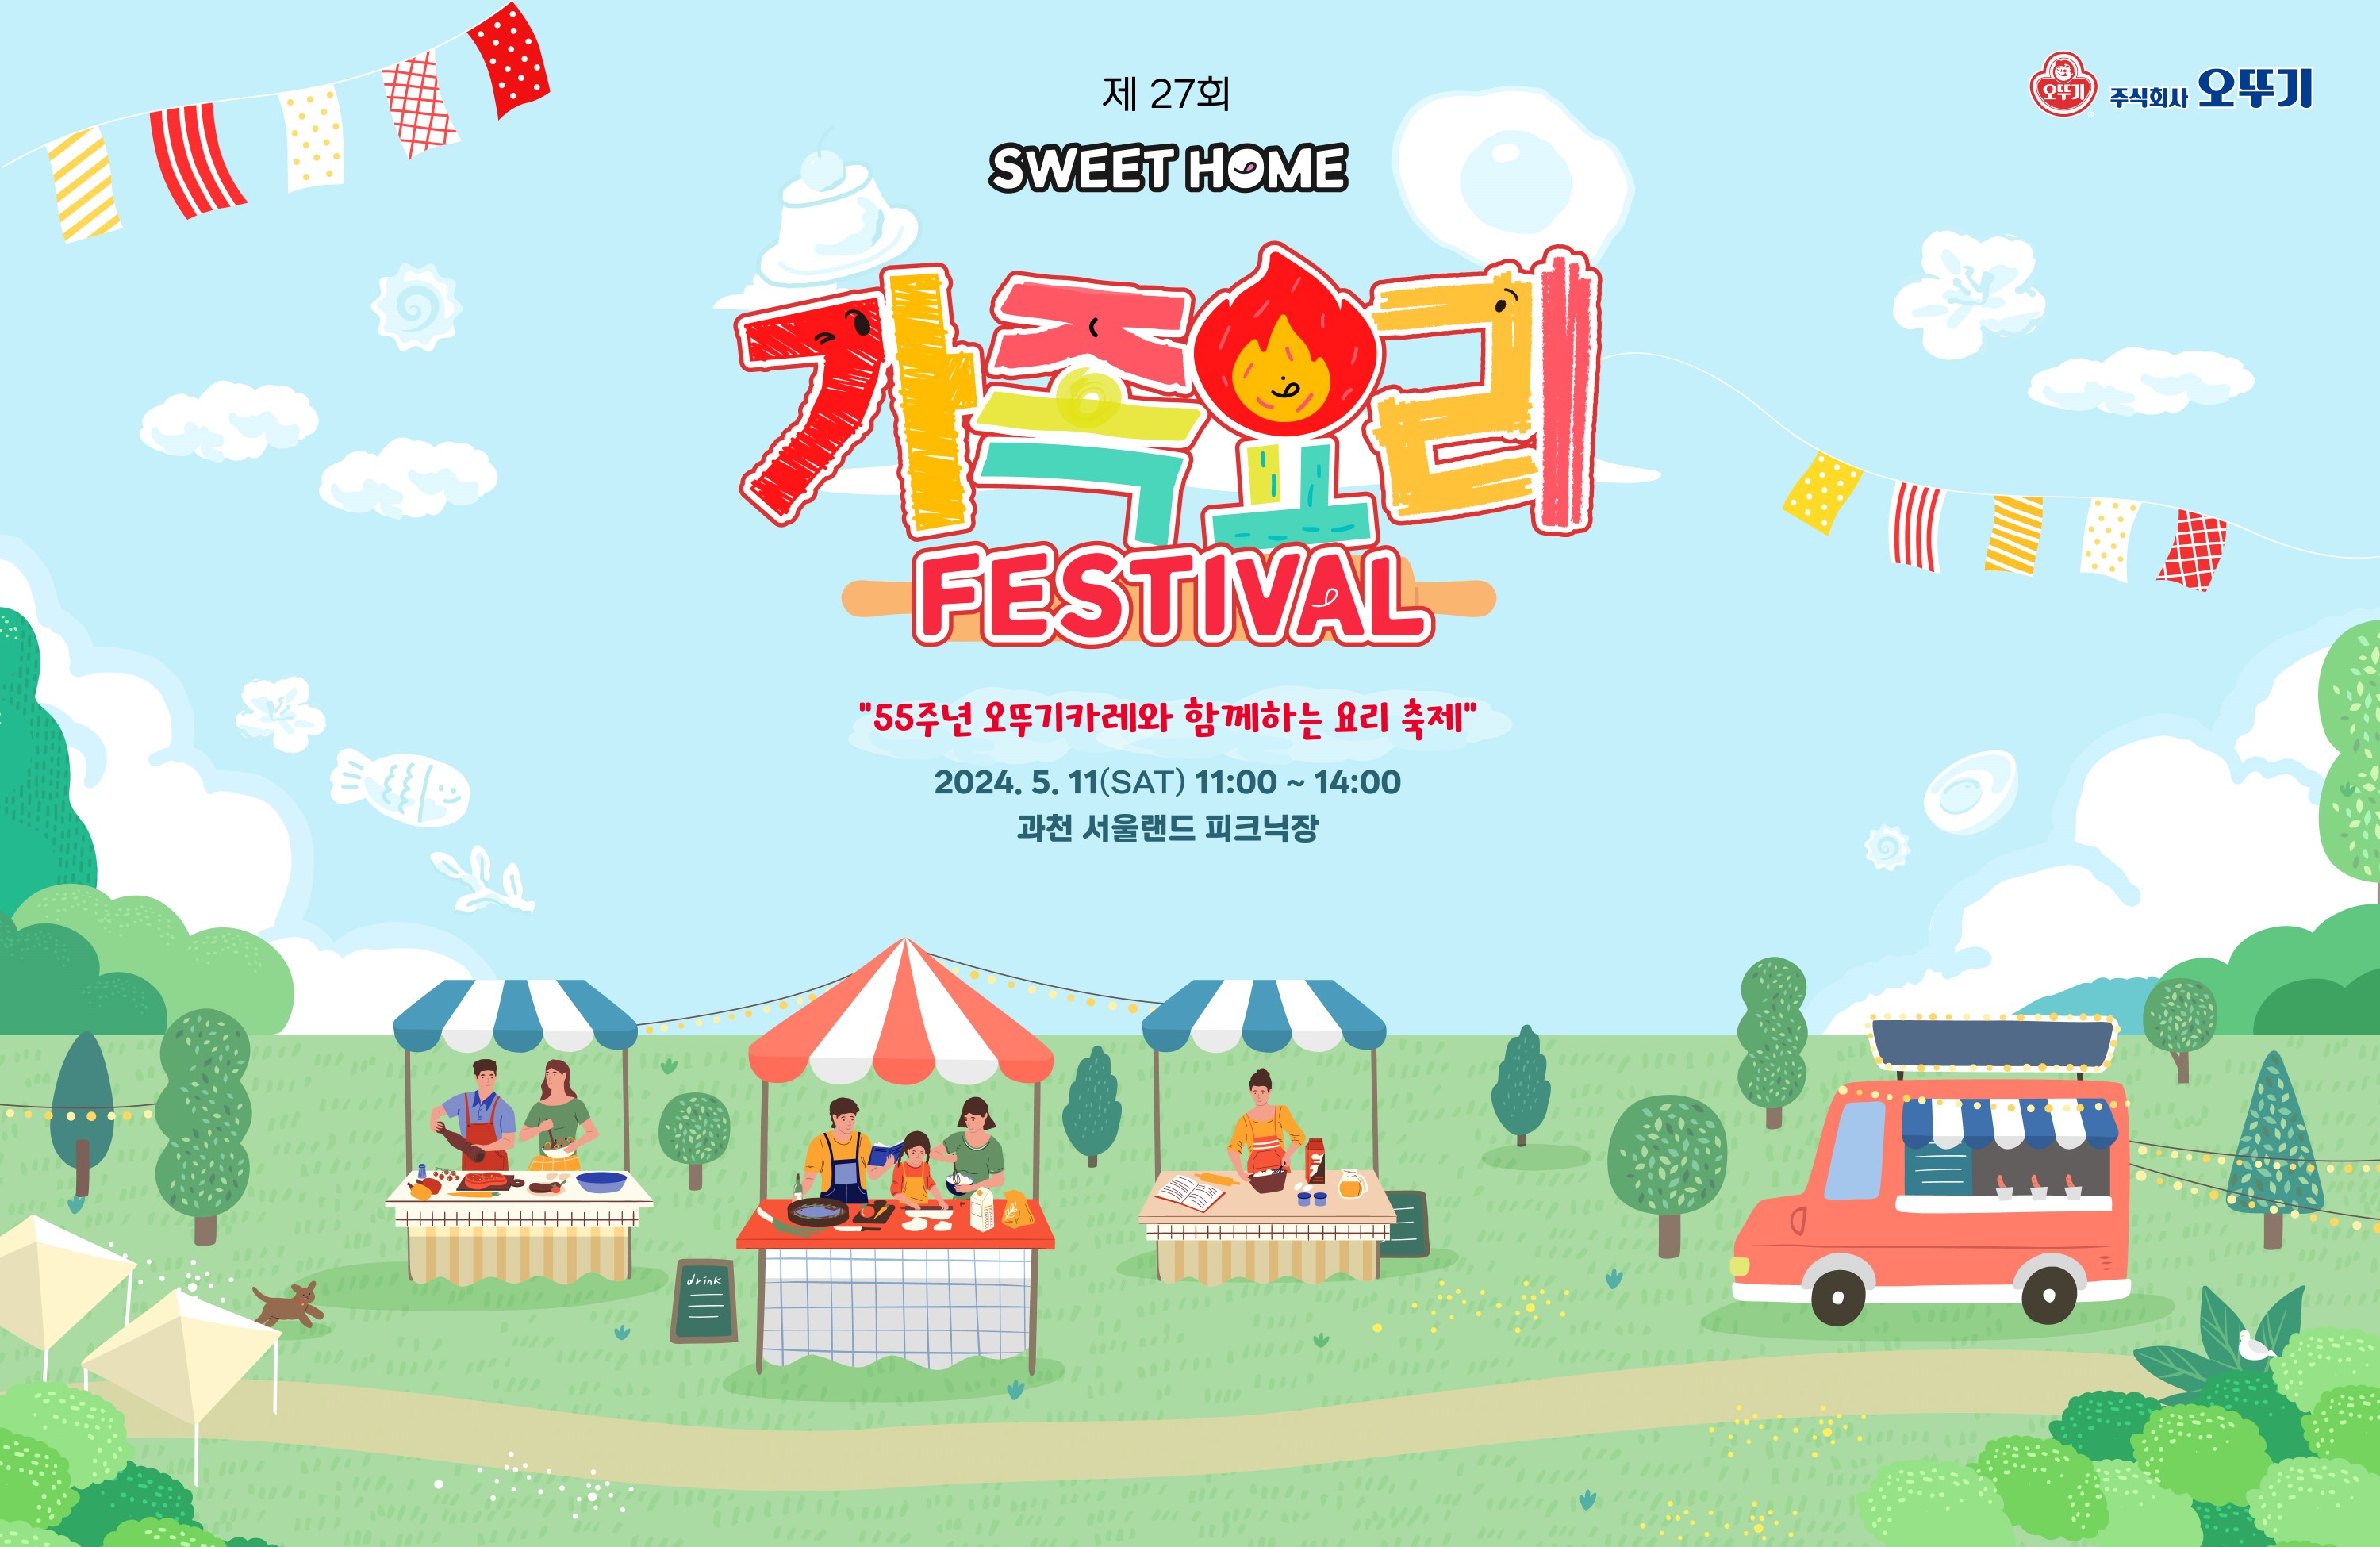 제 27회
SWEET HOME
가족요리
FESTIVAL
"55주년 오뚜기카레와 함께하는 요리 축제"
2024. 5. 11(SAT) 11:00 ~ 14:00
과천 서울랜드 피크닉장
오뚜기 주식회사 오뚜기
drink